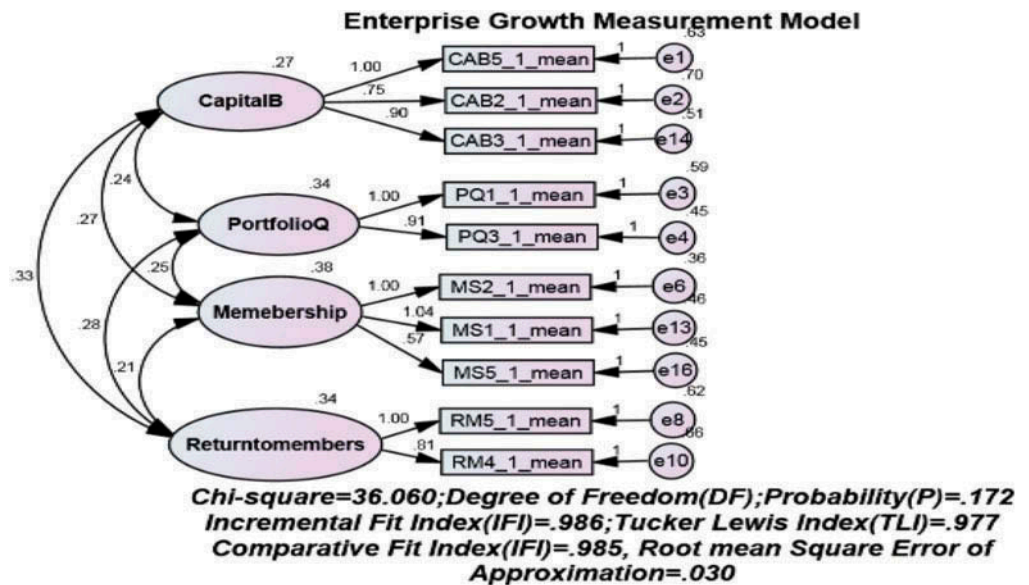 Enterprise Growth Measurement Model
.63
.27
CAB5_1_mean
1
e1
1.00
.70
CapitalB
.75
CAB2_1_mean
1
e2
.90
.51
CAB3_1_mean
1
e14
.59
.24
.34
1.00
PQ1_1_mean
1
e3
.27
.45
PortfolioQ
.91
PQ3_1_mean
1
e4
.25
.38
.36
.33
1.00
MS2_1_mean
1
e6
.46
Memebership
1.04
MS1_1_mean
1
e13
.28
.45
.57
MS5_1_mean
1
e16
.21
.62
.34
1.00
RM5_1_mean
1
e8
Returntomembers
.81
RM4_1_mean
1
e10
Chi-square=36.060;Degree of Freedom(DF);Probability(P)=.172
Incremental Fit Index(IFI)=.986;Tucker Lewis Index(TLI)=.977
Comparative Fit Index(IFI)=.985, Root mean Square Error of
Approximation=.030